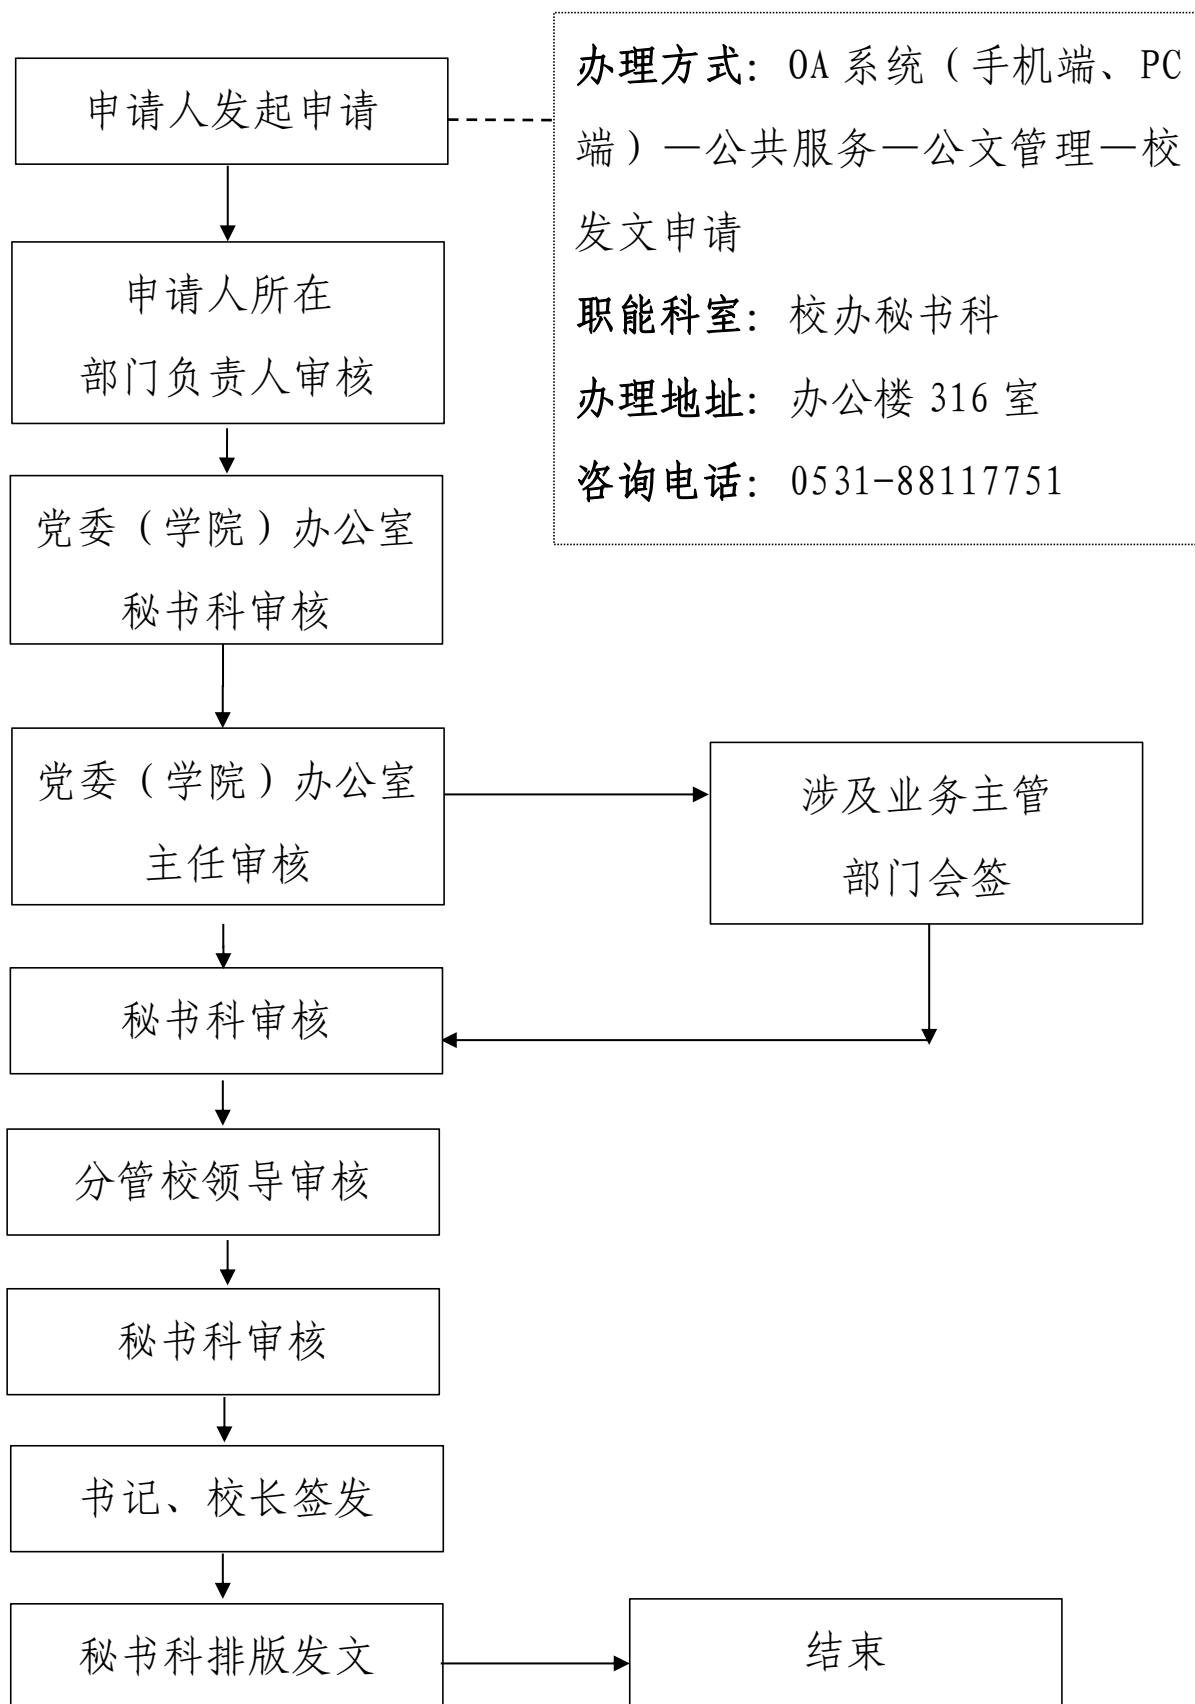 申请人发起申请
办理方式：OA 系统（手机端、PC
端）—公共服务—公文管理—校
发文申请
职能科室：校办秘书科
办理地址：办公楼 316 室
咨询电话：0531-88117751
申请人所在
部门负责人审核
党委（学院）办公室
秘书科审核
党委（学院）办公室
主任审核
涉及业务主管
部门会签
秘书科审核
分管校领导审核
秘书科审核
书记、校长签发
秘书科排版发文
结束